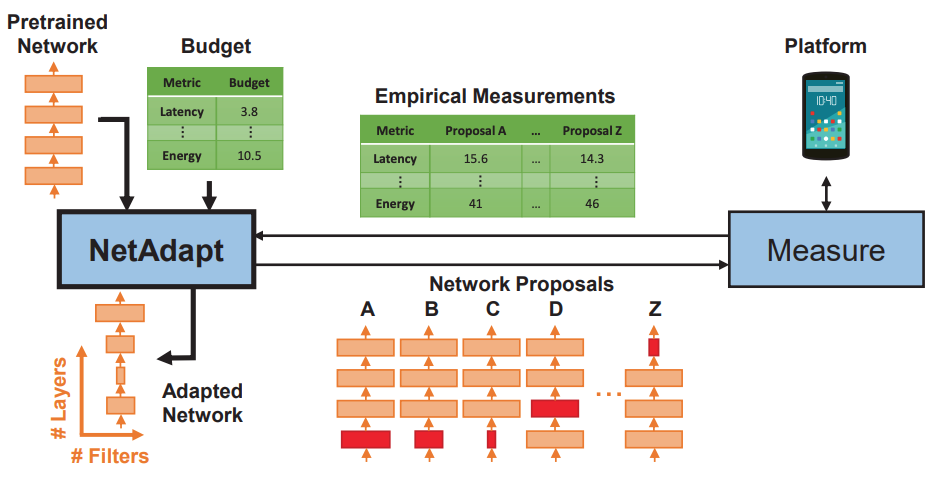 Pretrained
Network
Budget
Metric Budget
Latency 3.8
⋮ ⋮
Energy 10.5
Empirical Measurements
Metric Proposal A ... Proposal Z
Latency 15.6 ... 14.3
⋮ ⋮ ⋮
Energy 41 ... 46
Platform
10:40
NetAdapt
Measure
Network Proposals
A B C D Z
...
# Layers
# Filters
Adapted
Network